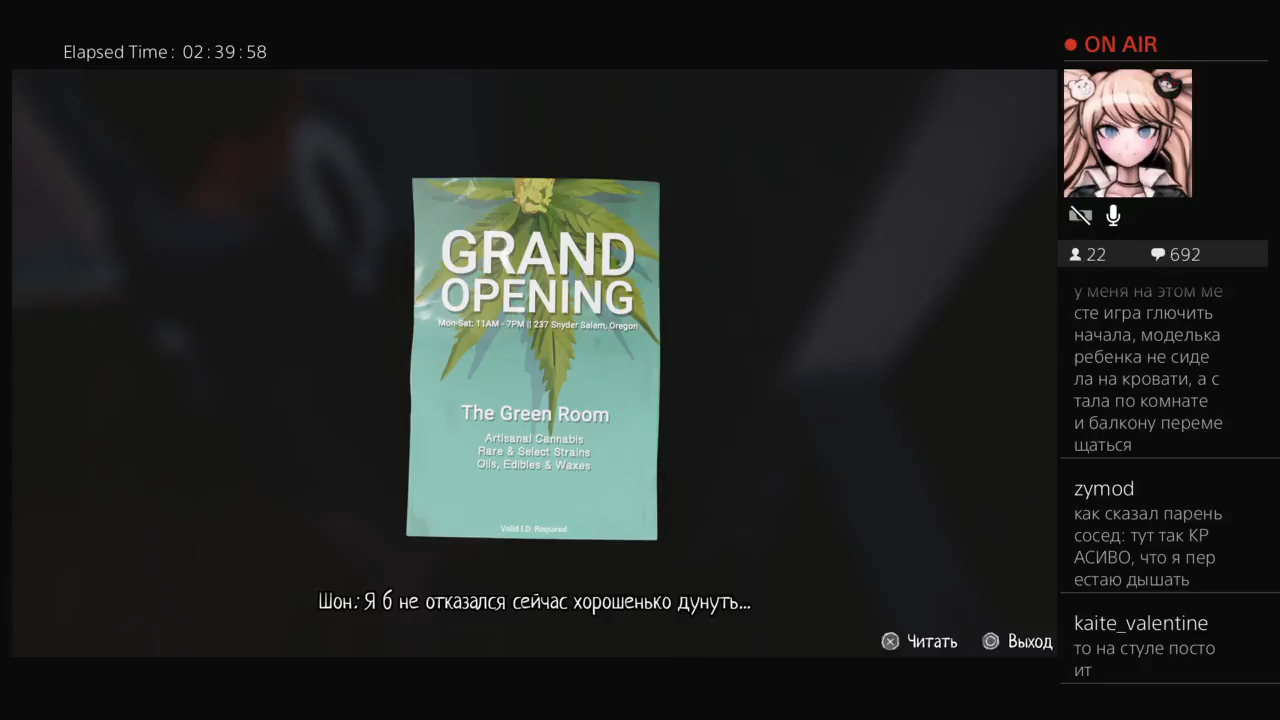 Elapsed Time: 02:39:58
ON AIR
22 692
у меня на этом ме
сте игра глючить
начала, моделька
ребенка не сиде
ла на кровати, а с
тала по комнате
и балкону переме
щаться
zymod
как сказал парень
сосед: тут так КР
АСИВО, что я пер
естаю дышать
kaite_valentine
то на стуле посто
ит
GRAND
OPENING
Mon-Sat: 11AM - 7PM || 237 Snyder Salem, Oregon
The Green Room
Artisanal Cannabis
Rare & Select Strains
Oils, Edibles & Waxes
Valid I.D. Required
Шон: Я б не отказался сейчас хорошенько дунуть...
Читать Выход